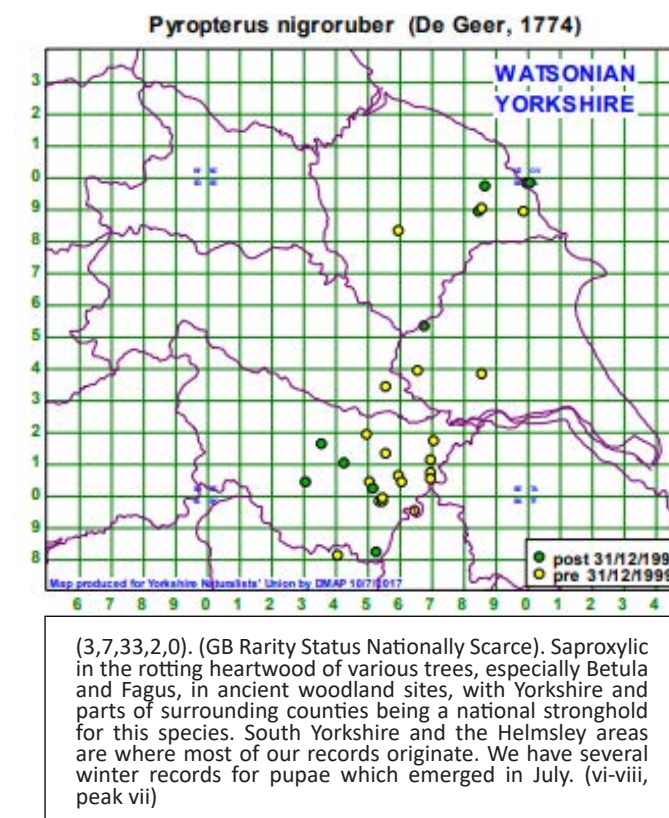 Pyropterus nigroruber (De Geer, 1774)
WATSONIAN
YORKSHIRE
3
2
1
0
9
8
7
6
5
4
3
2
1
0
9
8
post 31/12/199
pre 31/12/1999
Map produced for Yorkshire Naturalists' Union by DMAP 10/7/2017
6 7 8 9 0 1 2 3 4 5 6 7 8 9 0 1 2 3 4
(3,7,33,2,0). (GB Rarity Status Nationally Scarce). Saproxylic
in the rotting heartwood of various trees, especially Betula
and Fagus, in ancient woodland sites, with Yorkshire and
parts of surrounding counties being a national stronghold
for this species. South Yorkshire and the Helmsley areas
are where most of our records originate. We have several
winter records for pupae which emerged in July. (vi-viii,
peak vii)